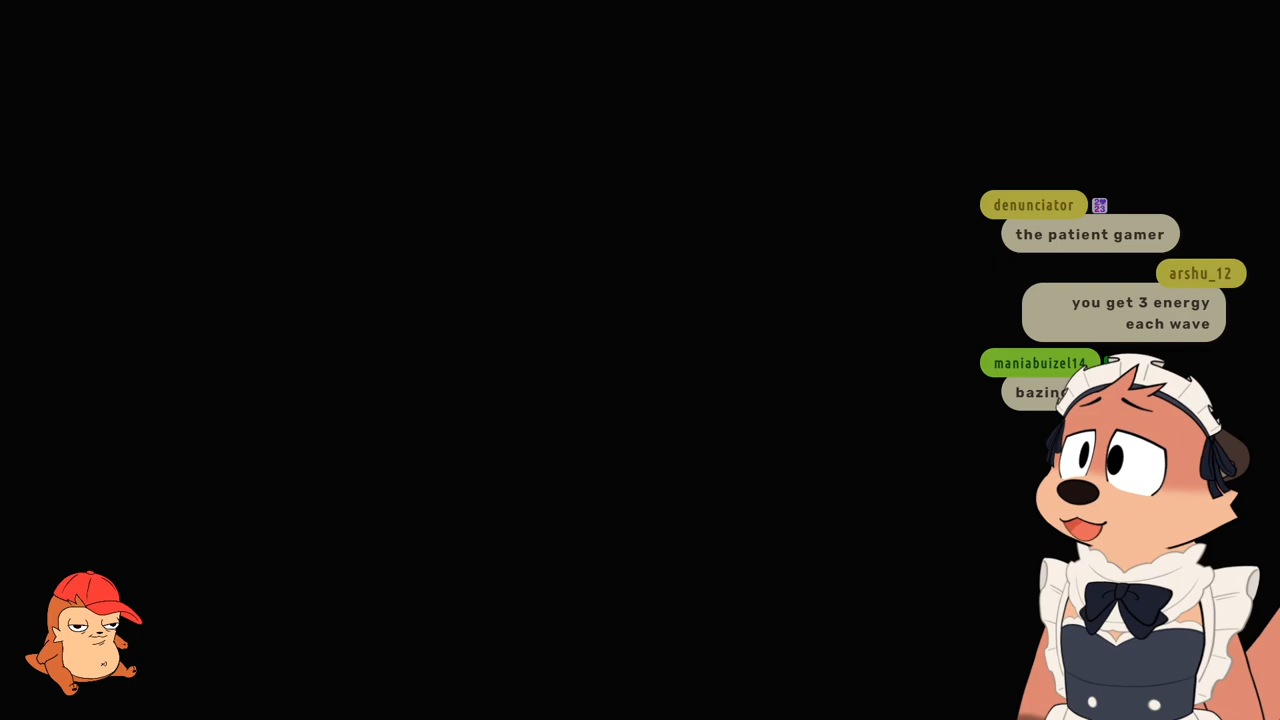 denunciator
the patient gamer
arshu_12
you get 3 energy
each wave
maniabuizel14